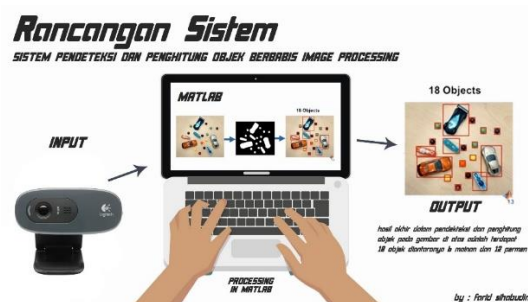 Rancangan Sistem
SISTEM PENDETEKSI DAN PENGHITUNG OBJEK BERBABIS IMAGE PROCESSING
INPUT
MATLAB
18 Objects
PROCESSING
IN MATLAB
18 Objects
OUTPUT
hasil akhir dalam pendeteksi dan penghitung
objek pada gambar di atas adalah terdapat
18 objek diantaranya 6 mainan dan 12 permen
by : Farid sihabudin